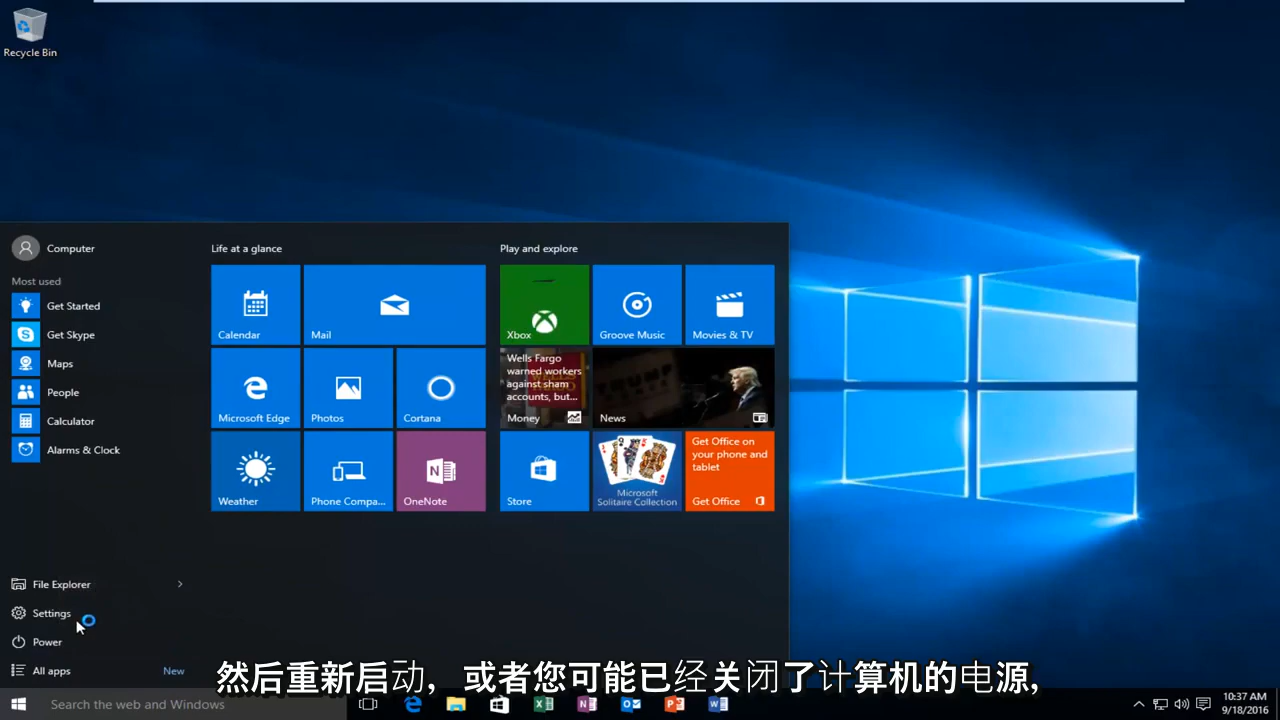 Recycle Bin
Computer
Most used
Get Started
Get Skype
Maps
People
Calculator
Alarms & Clock
File Explorer
Settings
Power
All apps
New
Life at a glance
Calendar
Mail
Microsoft Edge
Photos
Cortana
Weather
Phone Compa...
OneNote
Play and explore
Xbox
Groove Music
Movies & TV
Wells Fargo
warned workers
against sham
accounts, but...
Money
News
Store
Microsoft
Solitaire Collection
Get Office on
your phone and
tablet
Get Office
然后重新启动，或者您可能已经关闭了计算机的电源,
Search the web and Windows
10:37 AM
9/18/2016